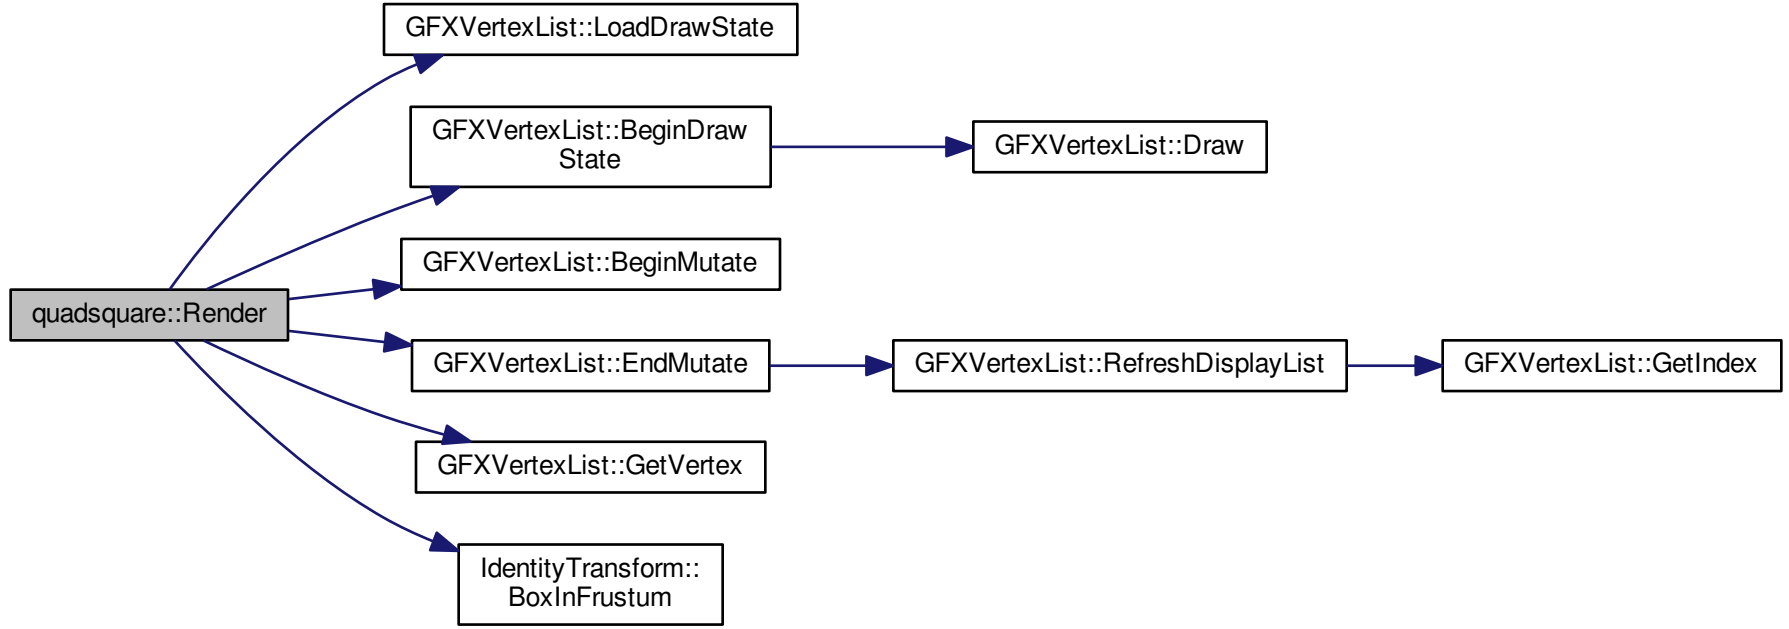 GFXVertexList::LoadDrawState
GFXVertexList::BeginDraw
State
GFXVertexList::Draw
GFXVertexList::BeginMutate
quadsquare::Render
GFXVertexList::EndMutate
GFXVertexList::RefreshDisplayList
GFXVertexList::GetIndex
GFXVertexList::GetVertex
IdentityTransform::
BoxInFrustum